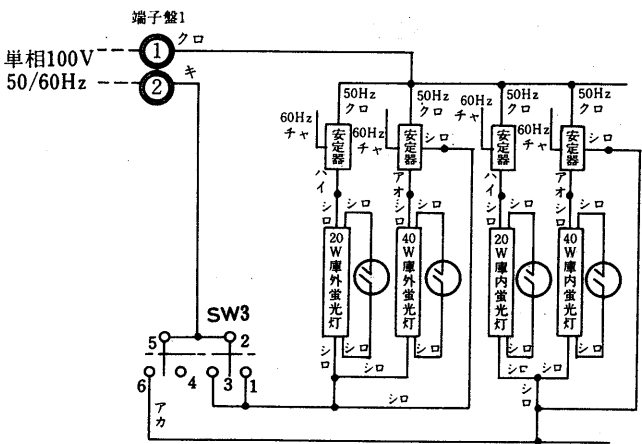 端子盤1
① クロ
単相100V
50/60Hz
② キ
50Hz クロ
50Hz クロ
50Hz クロ
50Hz クロ
60Hz チャ
60Hz チャ
60Hz チャ
60Hz チャ
安定器
安定器
安定器
安定器
シロ
シロ
ハイ
アオ
ハイ
アオ
シロ
シロ
シロ
シロ
シロ
シロ
シロ
シロ
20W庫外蛍光灯
40W庫外蛍光灯
20W庫内蛍光灯
40W庫内蛍光灯
SW3
5
2
6
4
3
1
シロ
シロ
シロ
シロ
シロ
シロ
シロ
アカ